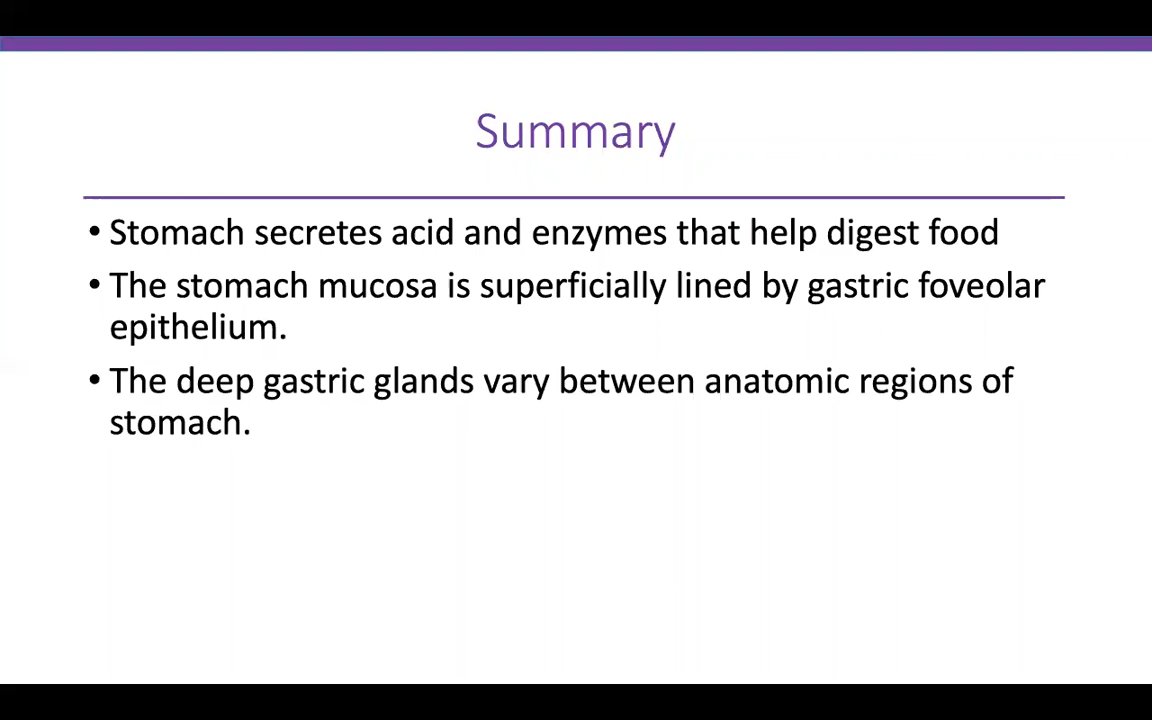 Summary
• Stomach secretes acid and enzymes that help digest food
• The stomach mucosa is superficially lined by gastric foveolar
epithelium.
• The deep gastric glands vary between anatomic regions of
stomach.